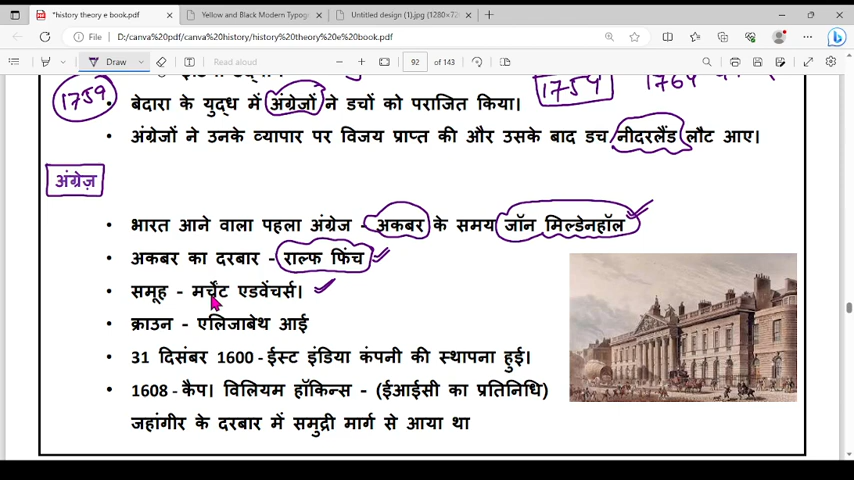 *history theory e book.pdf
Yellow and Black Modern Typog
Untitled design (1).jpg (1280×72
File D:/canva%20pdf/canva%20history/history%20theory%20e%20book.pdf
Draw Read aloud 92 of 143
1759 1764
1759
बेदारा के युद्ध में अंग्रेजों ने डचों को पराजित किया।
अंग्रेजों ने उनके व्यापार पर विजय प्राप्त की और उसके बाद डच नीदरलैंड लौट आए।
अंग्रेज़
भारत आने वाला पहला अंग्रेज - अकबर के समय जॉन मिल्डेनहॉल
अकबर का दरबार - राल्फ फिंच
समूह - मर्चेंट एडवेंचर्स।
क्राउन - एलिजाबेथ आई
31 दिसंबर 1600 - ईस्ट इंडिया कंपनी की स्थापना हुई।
1608 - कैप। विलियम हॉकिन्स - (ईआईसी का प्रतिनिधि)
जहांगीर के दरबार में समुद्री मार्ग से आया था